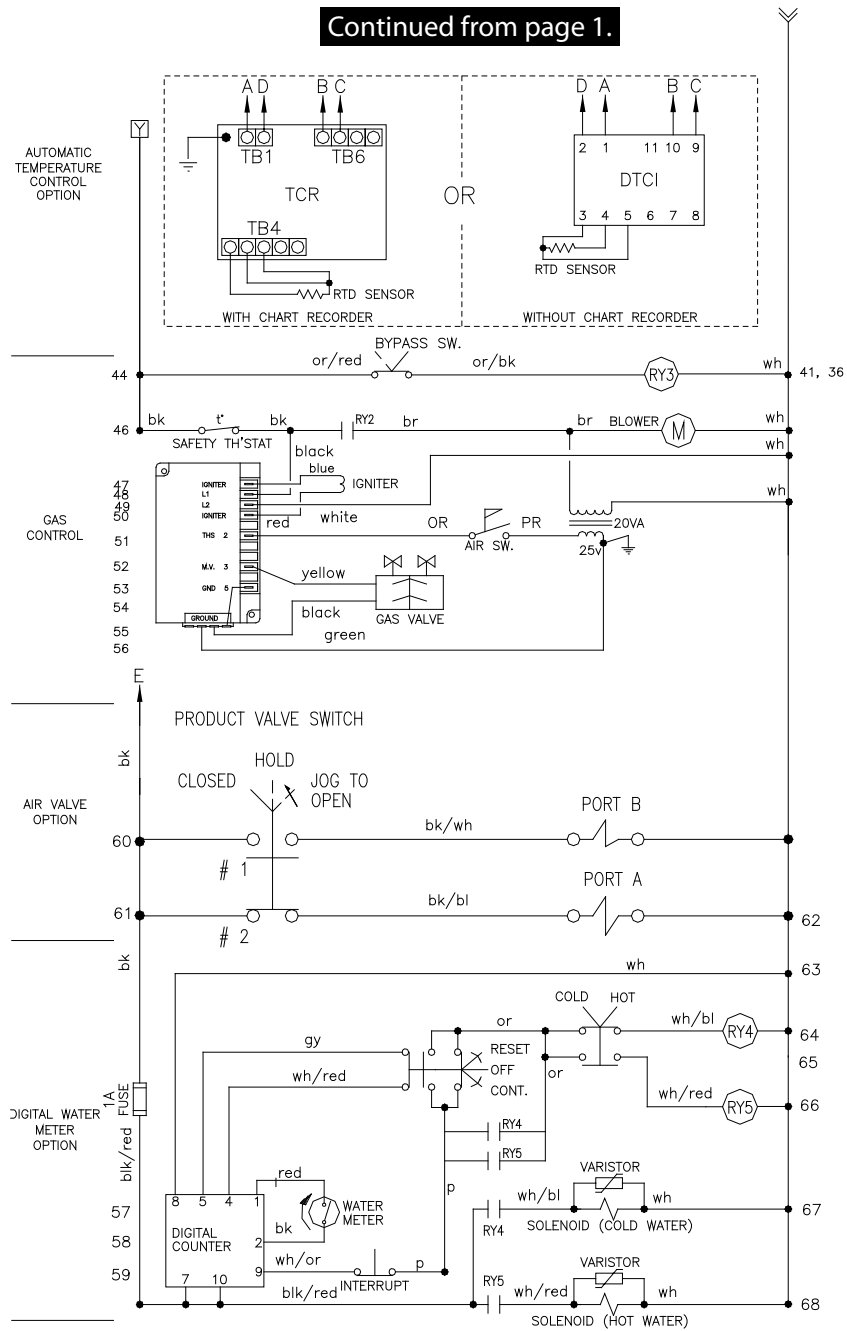 Continued from page 1.
A D B C D A B C
Y
AUTOMATIC
TEMPERATURE
CONTROL
OPTION
TB1 TB6
TCR
TB4
RTD SENSOR
WITH CHART RECORDER
OR
2 1 11 10 9
DTCI
3 4 5 6 7 8
RTD SENSOR
WITHOUT CHART RECORDER
BYPASS SW.
44 or/red or/bk RY3 wh 41, 36
46 bk t° bk RY2 br br BLOWER M wh
SAFETY TH'STAT
black wh
blue
47 IGNITER IGNITER
48 L1
49 L2 wh
50 IGNITER red white
GAS
CONTROL
51 THS 2 OR AIR SW. PR 25v 20VA
52 M.V. 3 yellow
53 GND 5
54 black GAS VALVE
GROUND
55 green
56
E
PRODUCT VALVE SWITCH
bk
HOLD
CLOSED JOG TO
OPEN
AIR VALVE
OPTION
PORT B
60 bk/wh
# 1
PORT A
61 bk/bl 62
# 2
bk wh 63
COLD HOT
or wh/bl RY4 64
gy RESET 65
OFF or
wh/red CONT. wh/red RY5 66
1A
FUSE
DIGITAL WATER
METER
OPTION
RY4
RY5
blk/red
red p VARISTOR
8 5 4 1 wh/bl wh
57 WATER
METER RY4 67
SOLENOID (COLD WATER)
DIGITAL
COUNTER
58 2 bk
59 9 wh/or INTERRUPT p VARISTOR
7 10 blk/red RY5 wh/red wh 68
SOLENOID (HOT WATER)